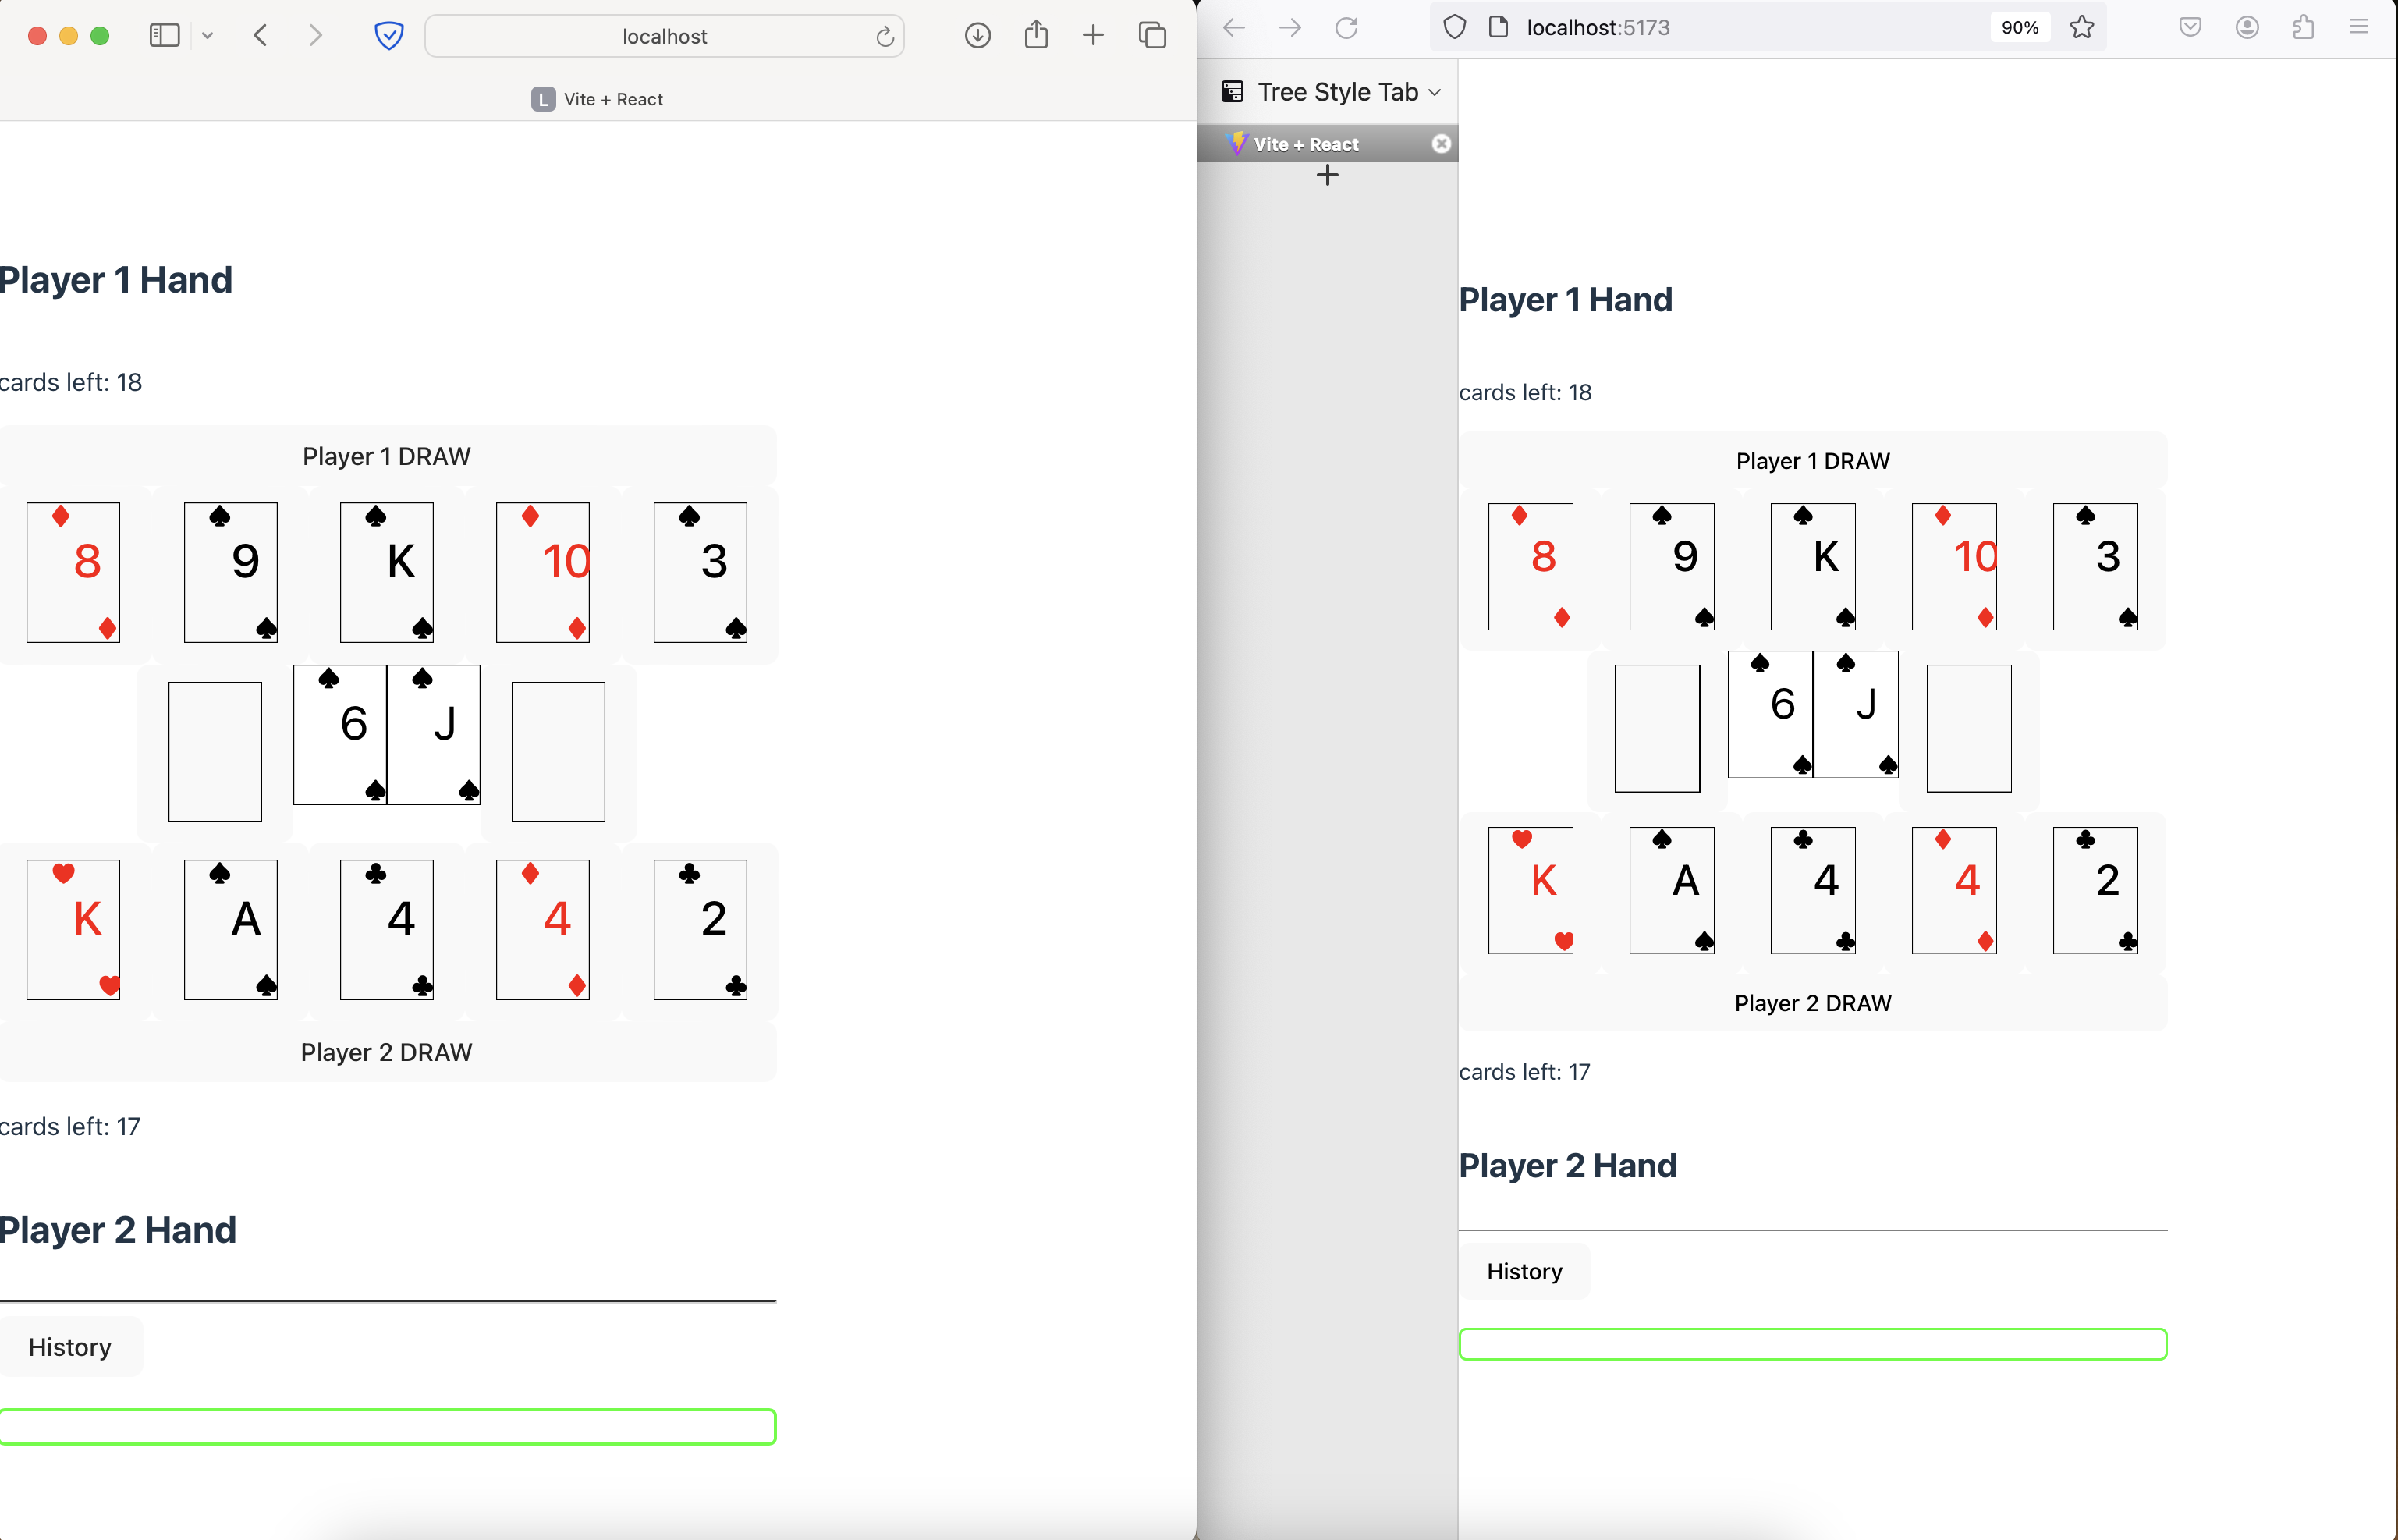 localhost
L Vite + React
Player 1 Hand
cards left: 18
Player 1 DRAW
8 9 K 10 3
6 J
K A 4 4 2
Player 2 DRAW
cards left: 17
Player 2 Hand
History
localhost:5173 90%
Tree Style Tab
Vite + React
Player 1 Hand
cards left: 18
Player 1 DRAW
8 9 K 10 3
6 J
K A 4 4 2
Player 2 DRAW
cards left: 17
Player 2 Hand
History